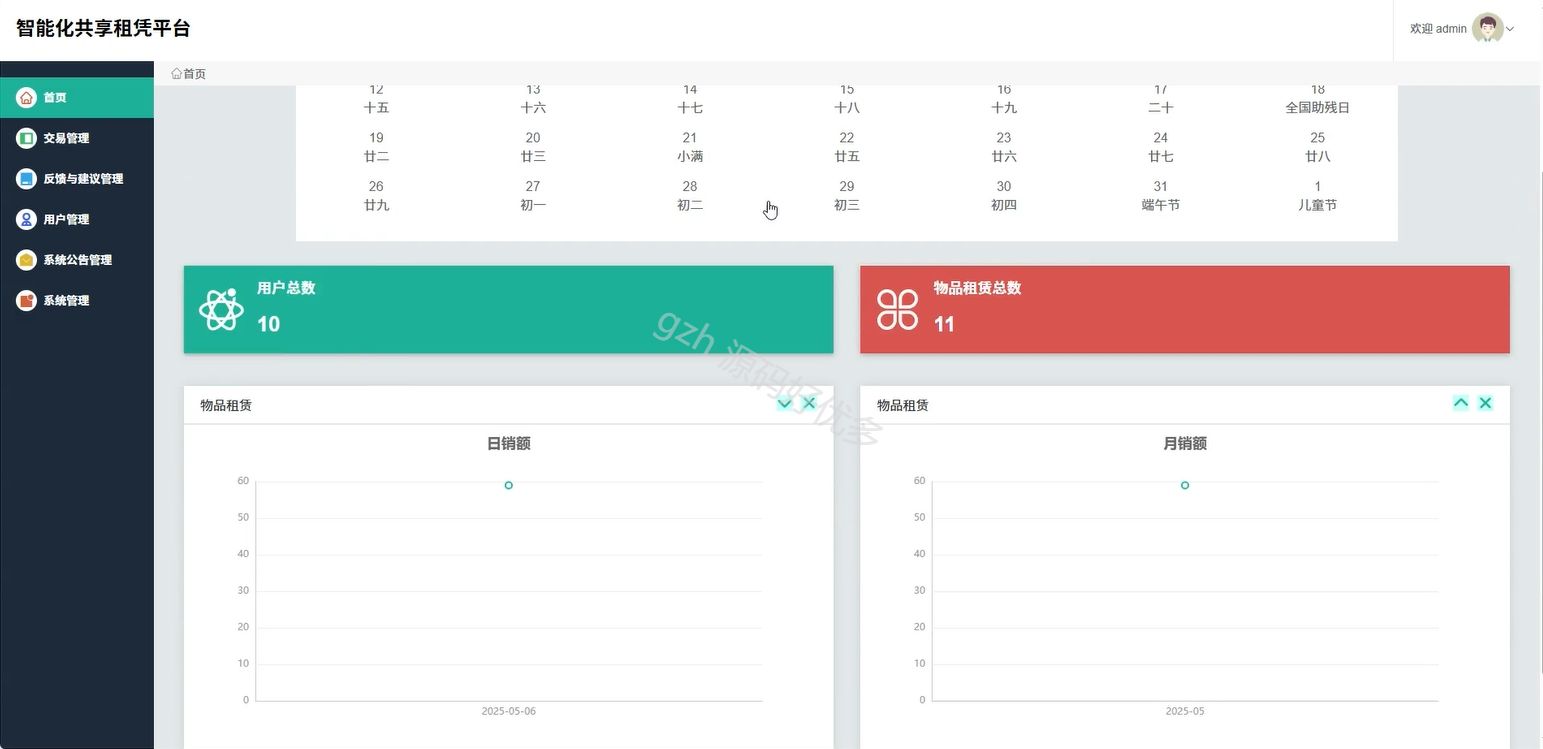 智能化共享租凭平台
欢迎 admin
首页
首页
交易管理
反馈与建议管理
用户管理
系统公告管理
系统管理
12 13 14 15 16 17 18
十五 十六 十七 十八 十九 二十 全国助残日
19 20 21 22 23 24 25
廿二 廿三 小满 廿五 廿六 廿七 廿八
26 27 28 29 30 31 1
廿九 初一 初二 初三 初四 端午节 儿童节
用户总数
10
物品租赁总数
11
gzh 源码好优多
物品租赁
日销额
60
50
40
30
20
10
0
2025-05-06
物品租赁
月销额
60
50
40
30
20
10
0
2025-05